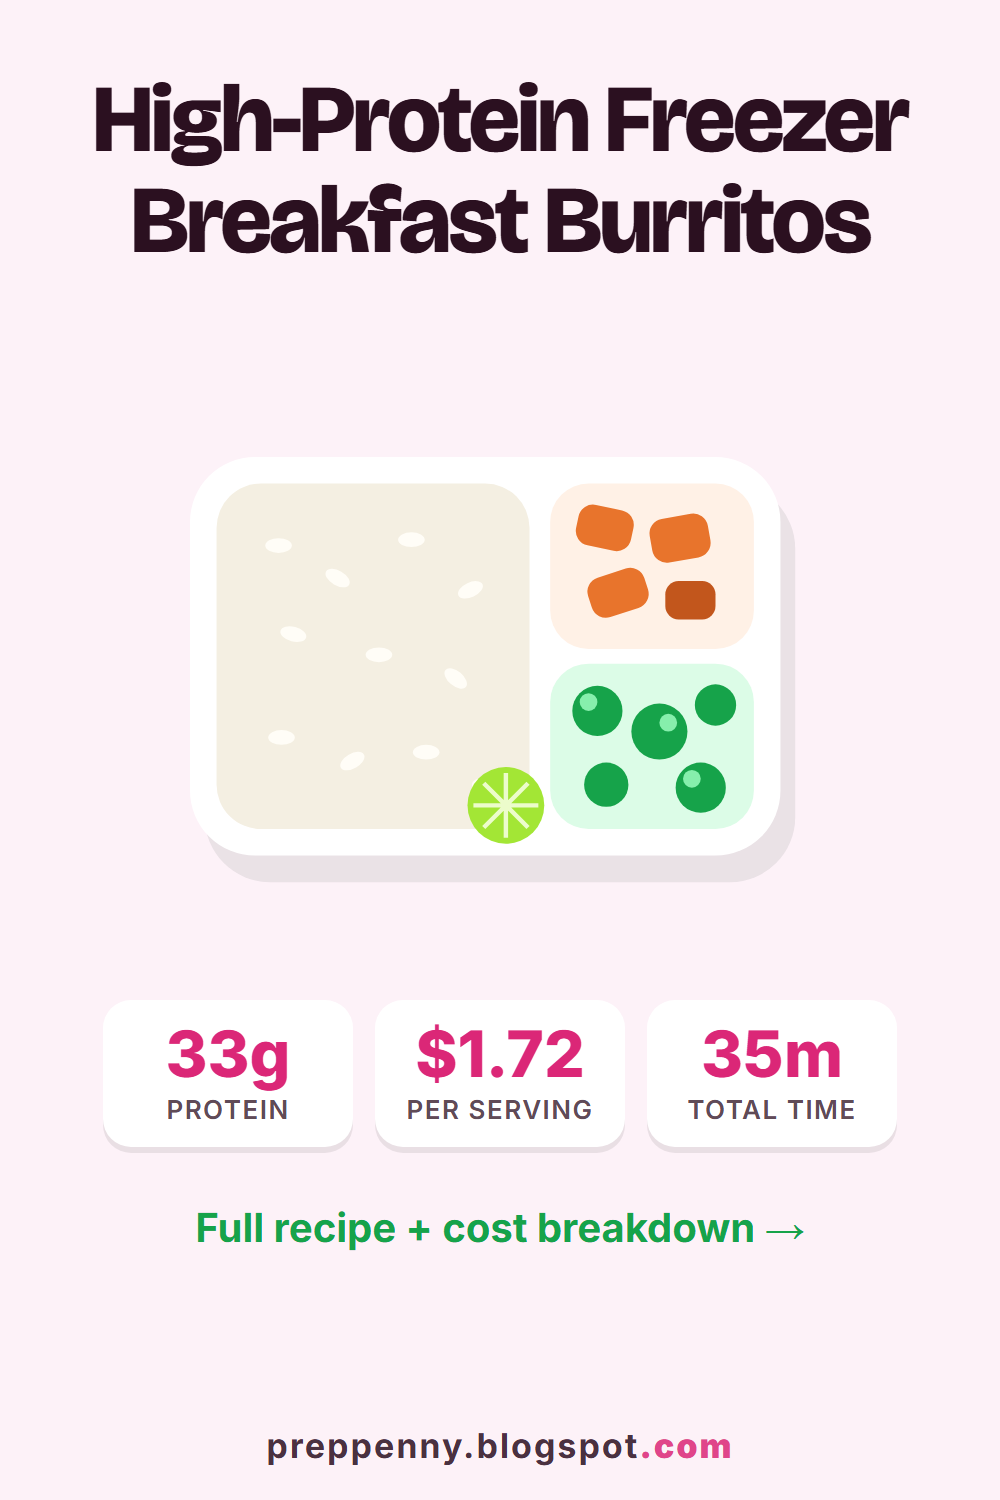 High-Protein Freezer
Breakfast Burritos
33g
PROTEIN
$1.72
PER SERVING
35m
TOTAL TIME
Full recipe + cost breakdown →
preppenny.blogspot.com